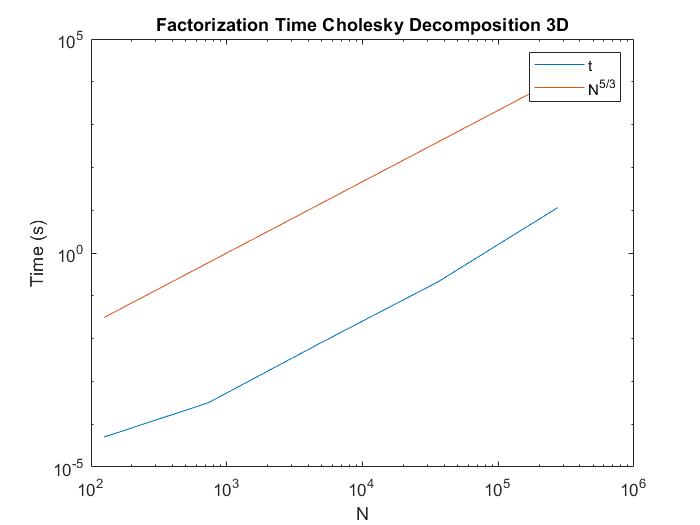 Factorization Time Cholesky Decomposition 3D
10^5
t
N^{5/3}
Time (s)
10^0
10^{-5}
10^2
10^3
10^4
10^5
10^6
N